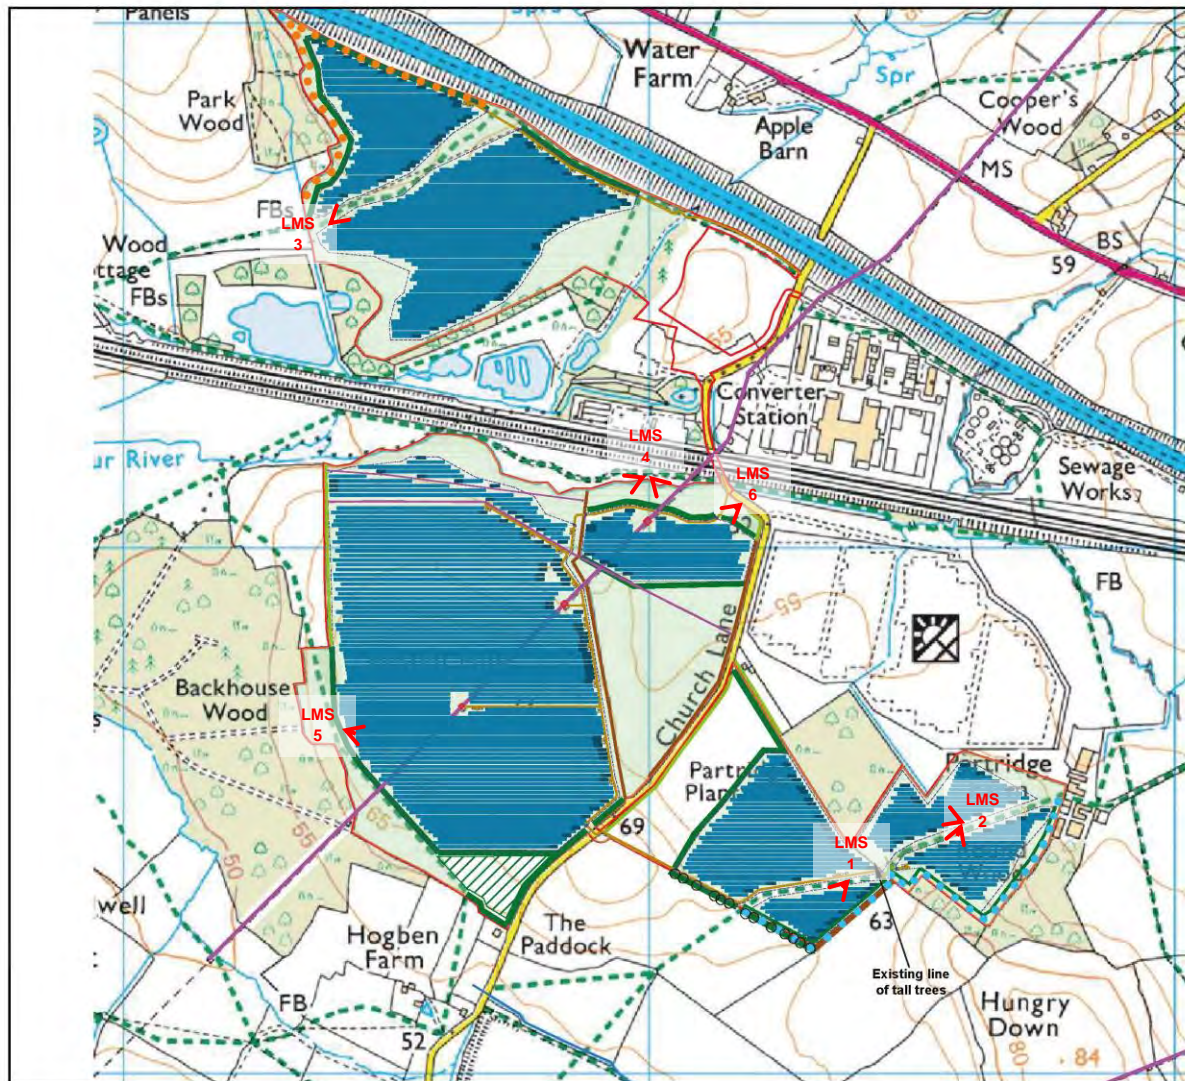 Panels
Sprs
Water
Farm
Spr
Cooper's
Wood
Park
Wood
Apple
Barn
MS
FBs
LMS
3
BS
59
Wood
ottage
FBs
55
Converter
Station
LMS
4
ur River
LMS
6
Sewage
Works
52
FB
55
Backhouse
Wood
LMS
5
Church Lane
Partridge
LMS
2
55
65
50
69
LMS
1
63
well
The
Paddock
Hogben
Farm
Existing line
of tall trees
FB
52
Hungry
Down
80
84